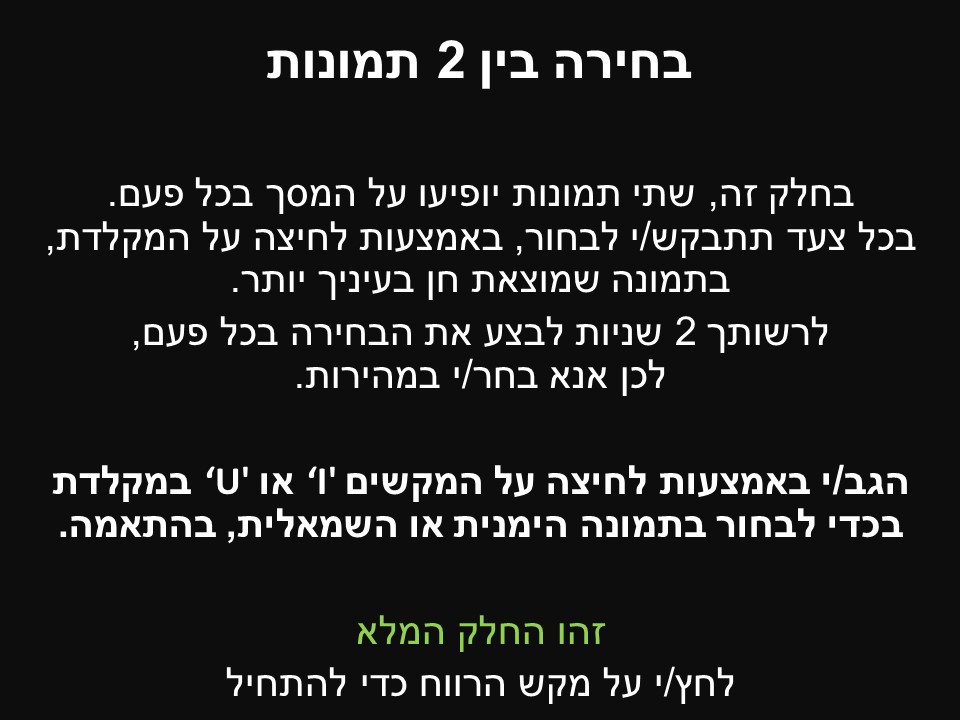 בחירה בין 2 תמונות
בחלק זה, שתי תמונות יופיעו על המסך בכל פעם.
בכל צעד תתבקש/י לבחור, באמצעות לחיצה על המקלדת,
בתמונה שמוצאת חן בעיניך יותר.
לרשותך 2 שניות לבצע את הבחירה בכל פעם,
לכן אנא בחר/י במהירות.
הגב/י באמצעות לחיצה על המקשים 'I‘ או 'U‘ במקלדת
בכדי לבחור בתמונה הימנית או השמאלית, בהתאמה.
זהו החלק המלא
לחץ/י על מקש הרווח כדי להתחיל